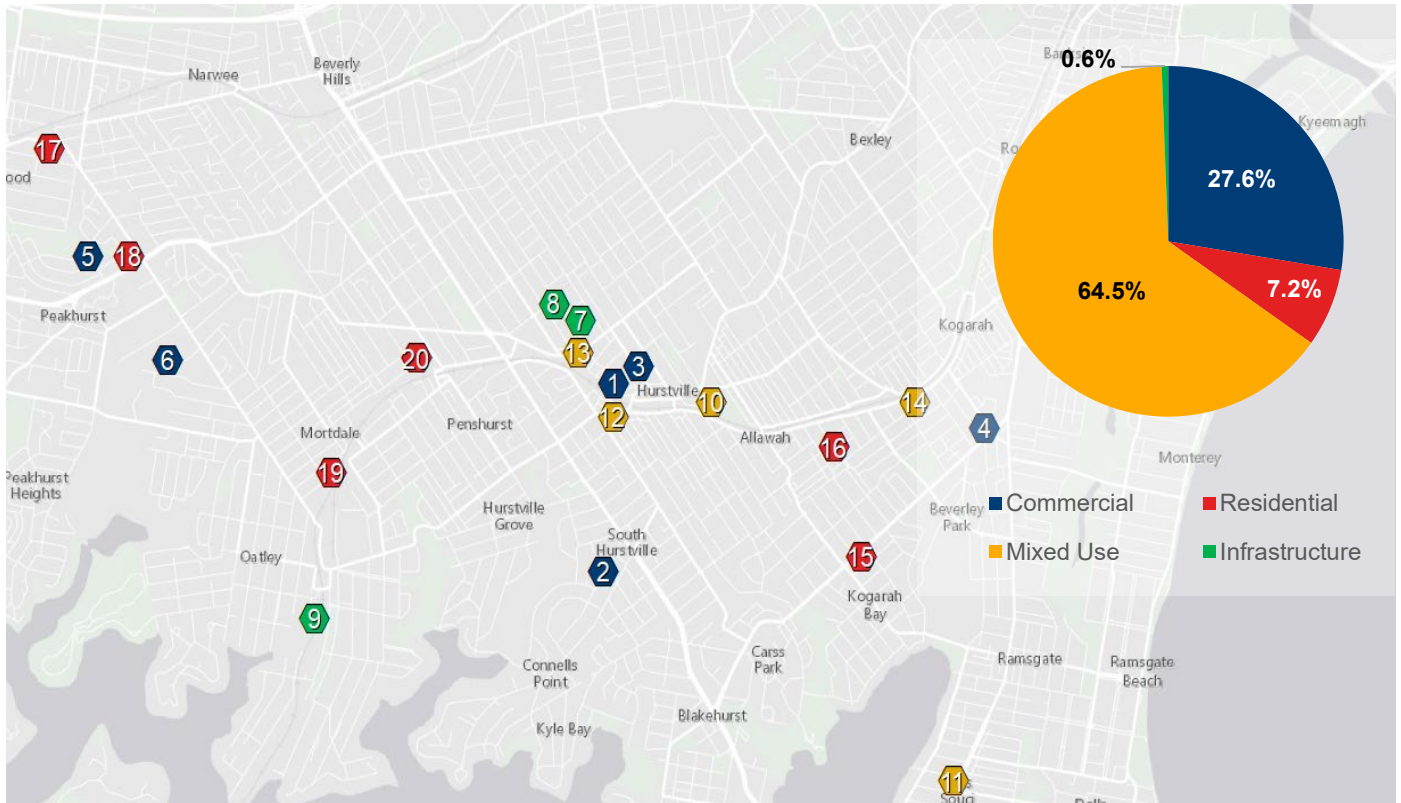 Narwee
Beverly
Hills
Bexley
0.6%
Kyeemagh
27.6%
7.2%
64.5%
17
ood
5
18
Peakhurst
6
8
7
13
3
1
Hurstville
12
10
14
4
Kogarah
20
Penshurst
Allawah
16
Mortdale
19
Monterey
Peakhurst
Heights
Hurstville
Grove
South
Hurstville
2
Beverley
Park
Commercial
Residential
Mixed Use
Infrastructure
Oatley
9
15
Kogarah
Bay
Connells
Point
Carss
Park
Ramsgate
Ramsgate
Beach
Kyle Bay
Blakehurst
11